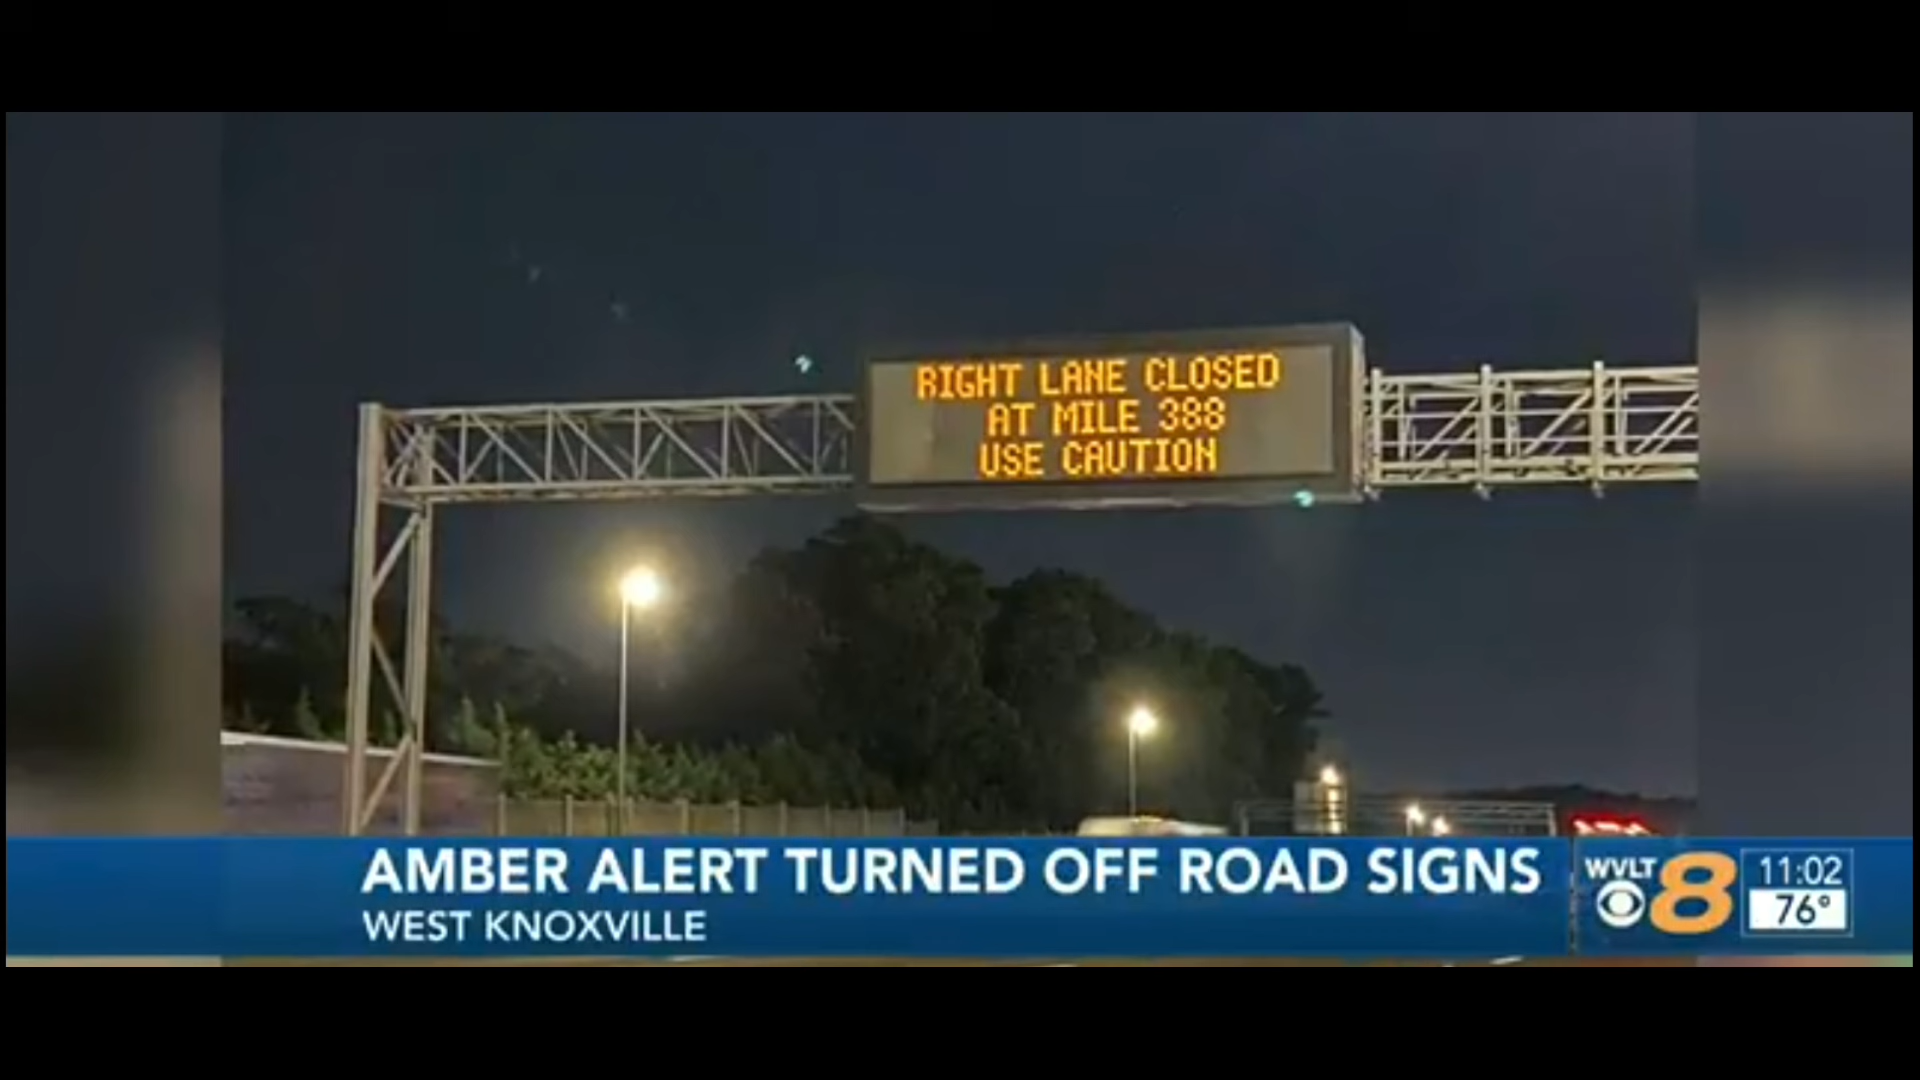 RIGHT LANE CLOSED
AT MILE 388
USE CAUTION
AMBER ALERT TURNED OFF ROAD SIGNS
WEST KNOXVILLE
WVLT
8
11:02
76°